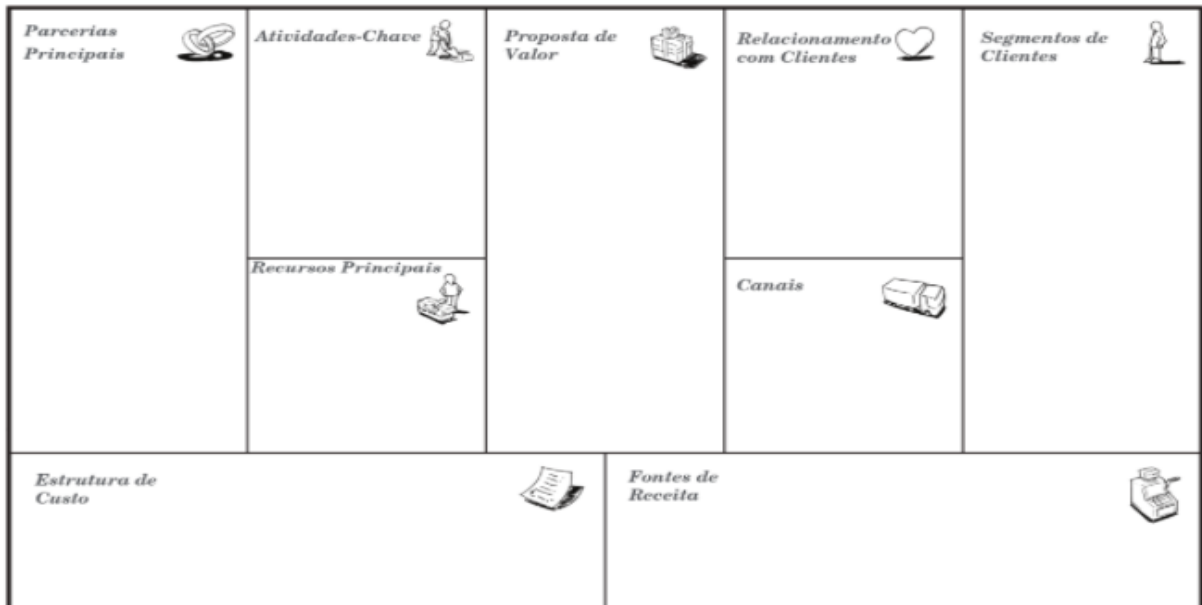 Parcerias
Principais
Atividades-Chave
Recursos Principais
Proposta de
Valor
Relacionamento
com Clientes
Canais
Segmentos de
Clientes
Estrutura de
Custo
Fontes de
Receita